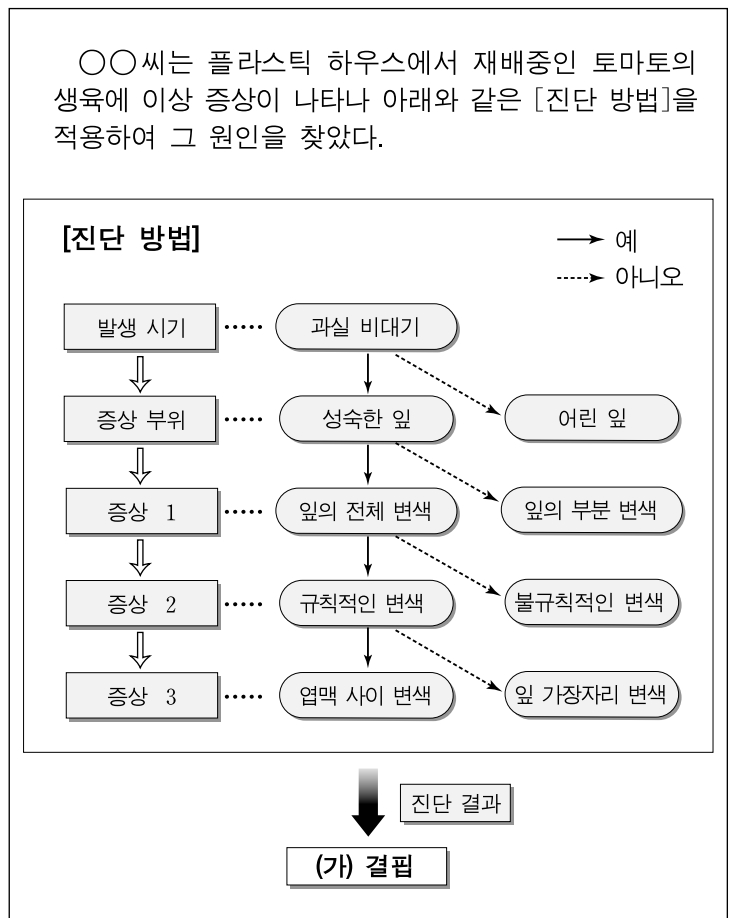 ○○씨는 플라스틱 하우스에서 재배중인 토마토의
생육에 이상 증상이 나타나 아래와 같은 [진단 방법]을
적용하여 그 원인을 찾았다.
[진단 방법]
예
아니오
발생 시기 ····· 과실 비대기
증상 부위 ····· 성숙한 잎 어린 잎
증상 1 ····· 잎의 전체 변색 잎의 부분 변색
증상 2 ····· 규칙적인 변색 불규칙적인 변색
증상 3 ····· 엽맥 사이 변색 잎 가장자리 변색
진단 결과
(가) 결핍